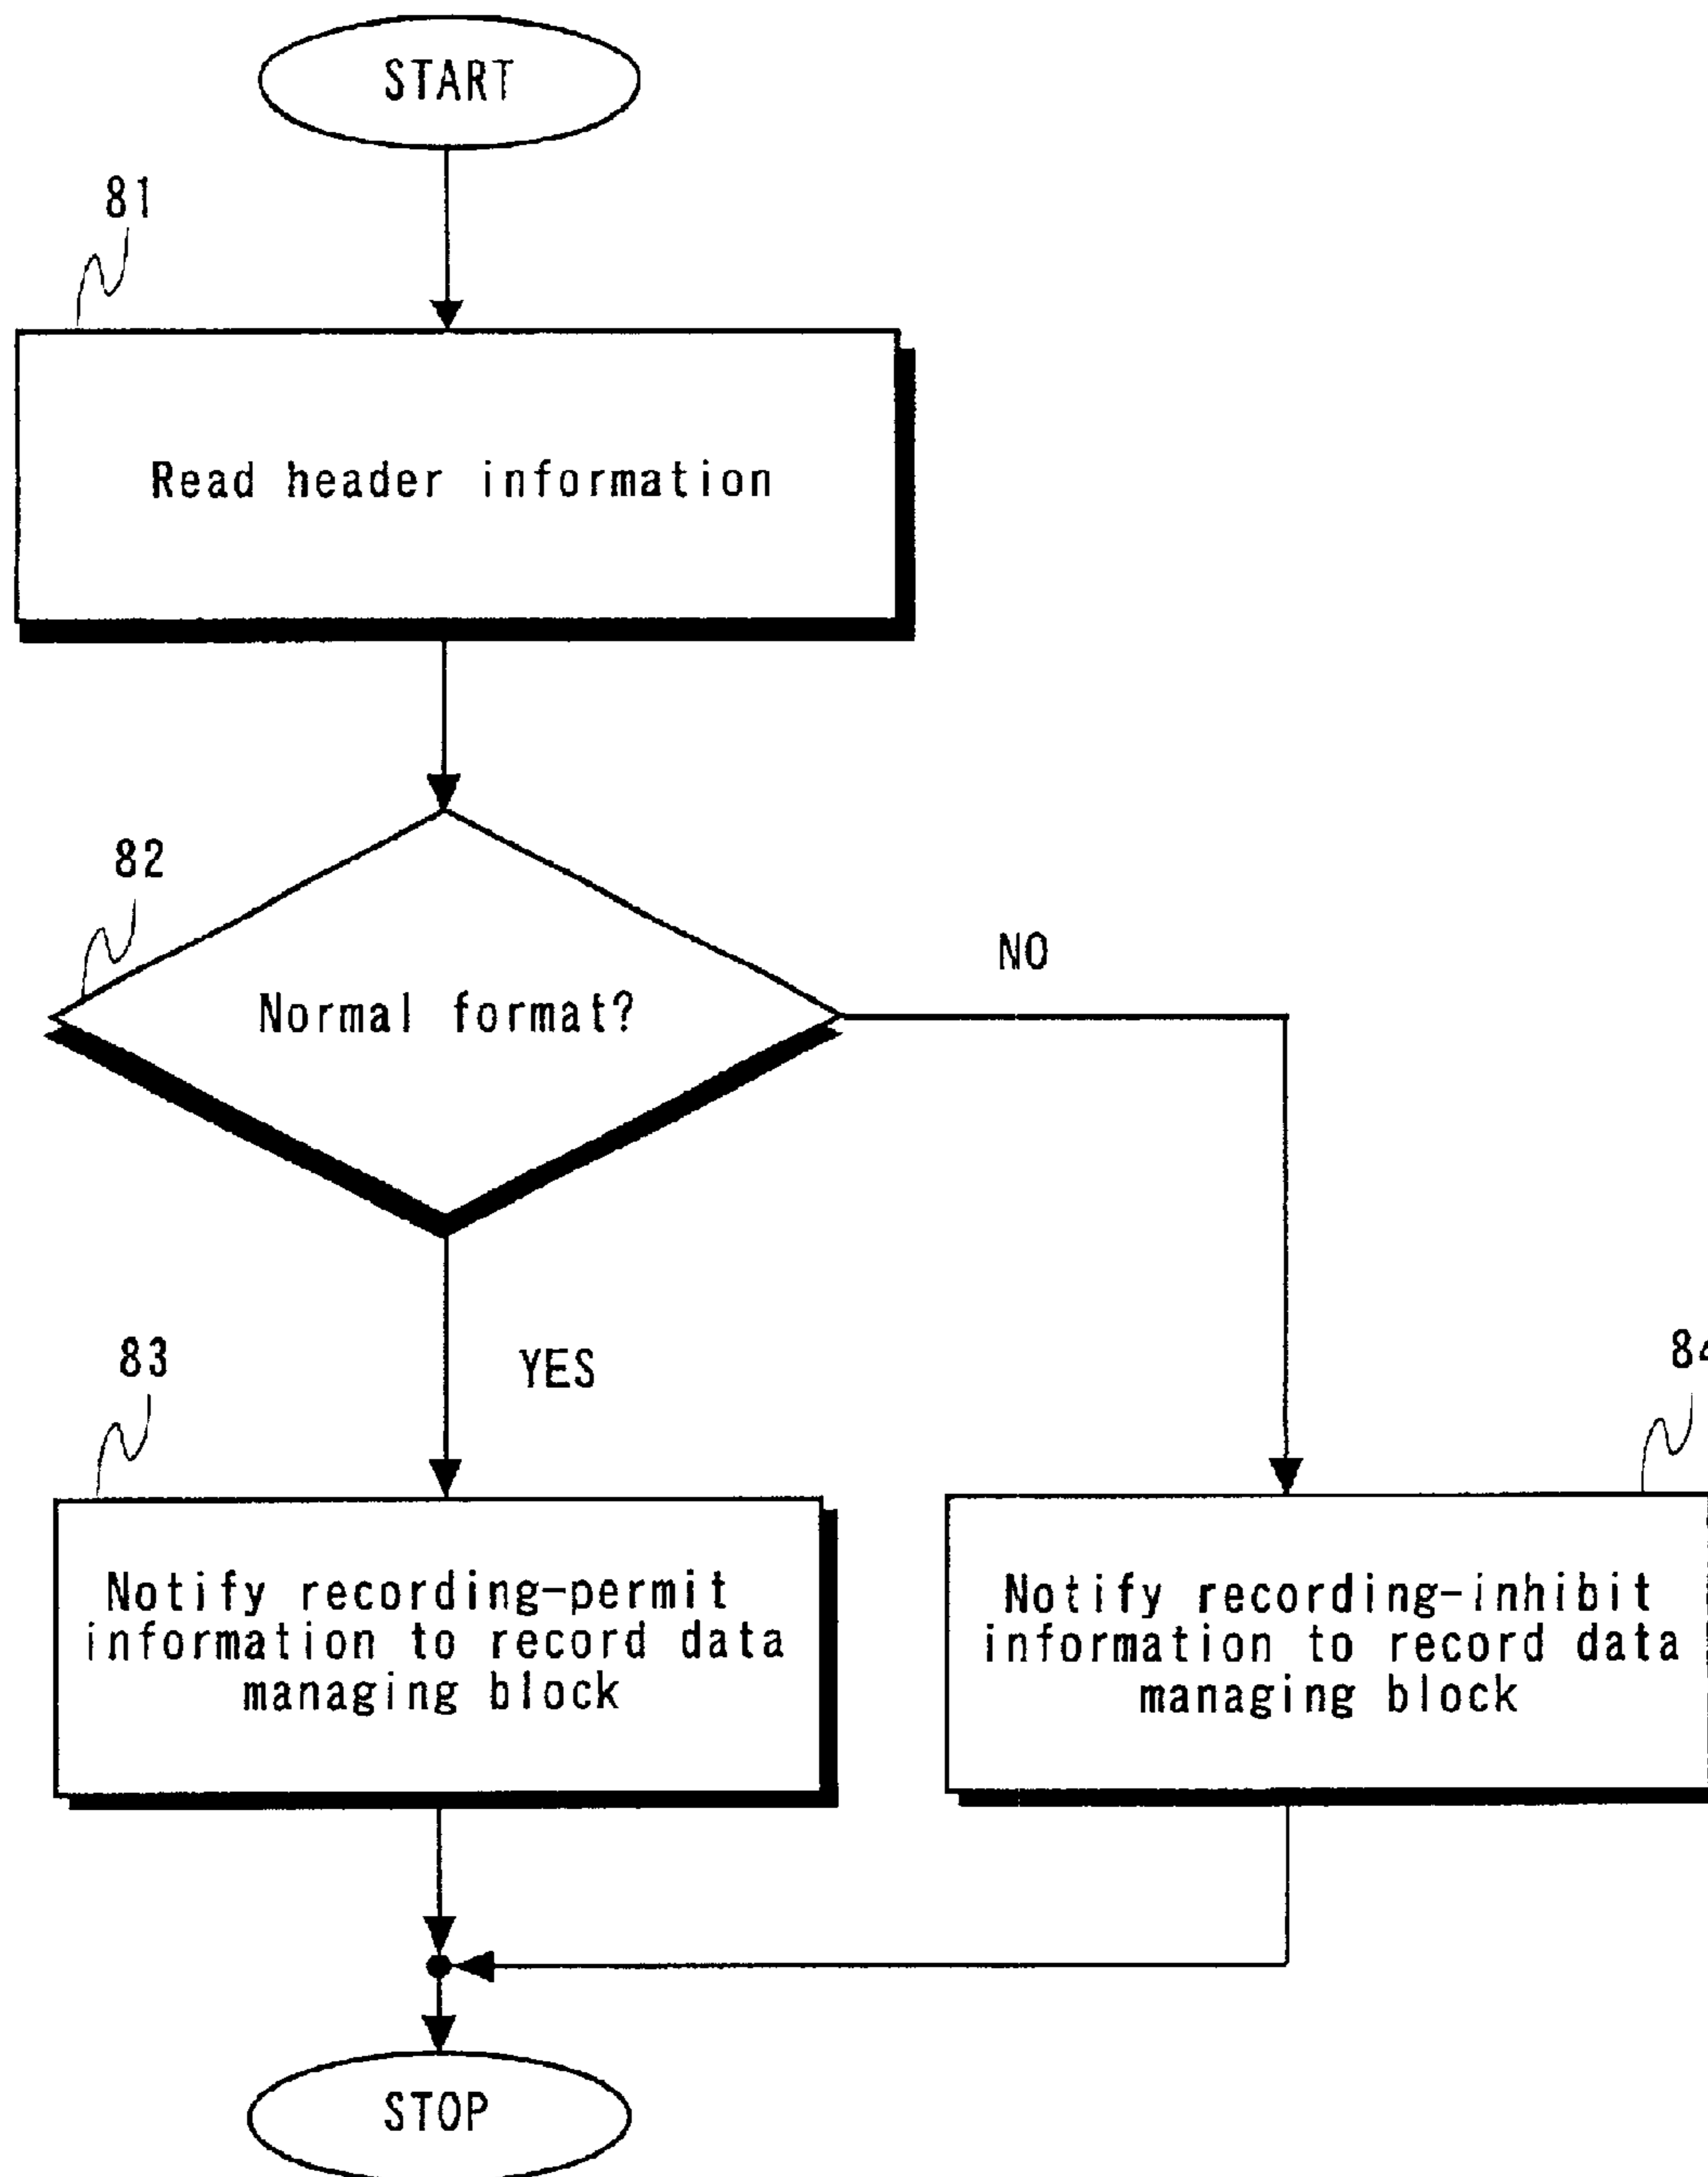 START
81
Read header information
82
Normal format?
NO
YES
83
84
Notify recording-permit
information to record data
managing block
Notify recording-inhibit
information to record data
managing block
STOP